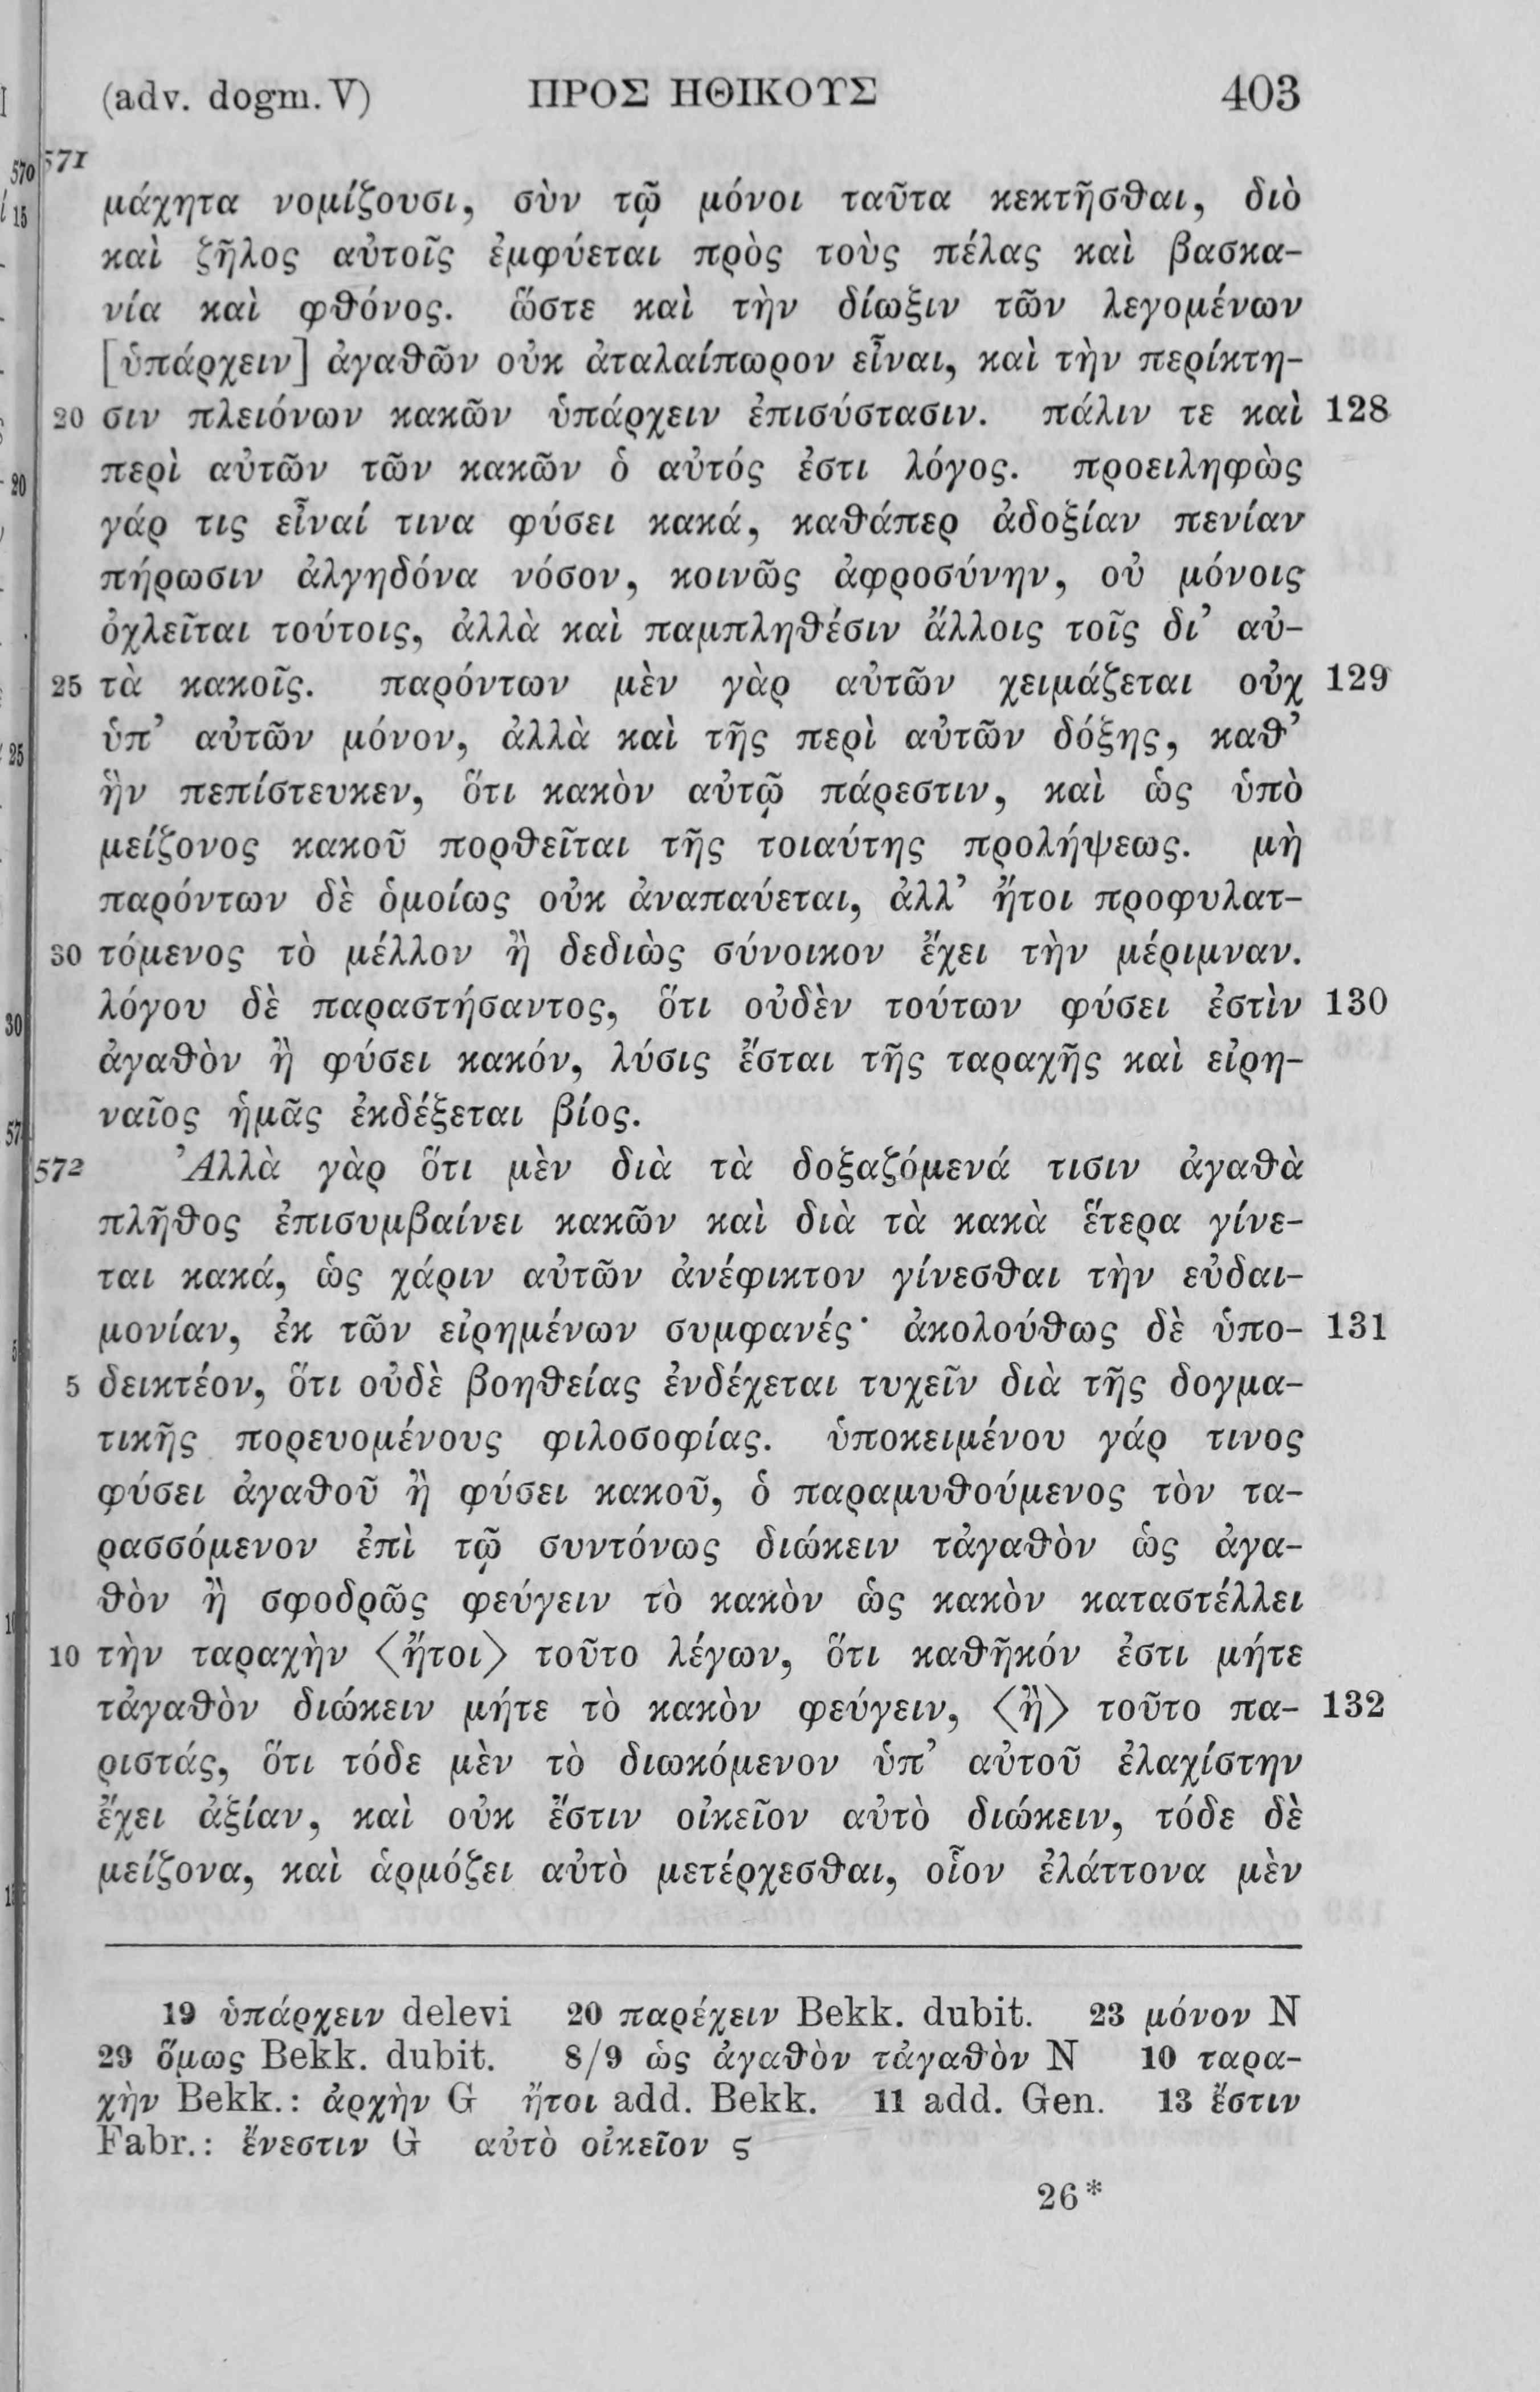 (adv. dogm. V) ΠΡΟΣ ΗΘΙΚΟΥΣ 403
571
μάχητα νομίζουσι, σὺν τῷ μόνοι ταῦτα κεκτῆσθαι, διὸ
καὶ ζῆλος αὐτοῖς ἐμφύεται πρὸς τοὺς πέλας καὶ βασκα-
νία καὶ φθόνος. ὥστε καὶ τὴν δίωξιν τῶν λεγομένων
[ὑπάρχειν] ἀγαθῶν οὐκ ἀταλαίπωρον εἶναι, καὶ τὴν περίκτη-
20 σιν πλειόνων κακῶν ὑπάρχειν ἐπισύστασιν. πάλιν τε καὶ 128
περὶ αὐτῶν τῶν κακῶν ὁ αὐτός ἐστι λόγος. προειληφὼς
γάρ τις εἶναί τινα φύσει κακά, καθάπερ ἀδοξίαν πενίαν
πήρωσιν ἀλγηδόνα νόσον, κοινῶς ἀφροσύνην, οὐ μόνοις
ὀχλεῖται τούτοις, ἀλλὰ καὶ παμπληθέσιν ἄλλοις τοῖς δι’ αὐ-
25 τὰ κακοῖς. παρόντων μὲν γὰρ αὐτῶν χειμάζεται οὐχ 129
ὑπ’ αὐτῶν μόνον, ἀλλὰ καὶ τῆς περὶ αὐτῶν δόξης, καθ’
ἣν πεπίστευκεν, ὅτι κακὸν αὐτῷ πάρεστιν, καὶ ὡς ὑπὸ
μείζονος κακοῦ πορθεῖται τῆς τοιαύτης προλήψεως. μὴ
παρόντων δὲ ὁμοίως οὐκ ἀναπαύεται, ἀλλ’ ἤτοι προφυλατ-
30 τόμενος τὸ μέλλον ἢ δεδιὼς σύνοικον ἔχει τὴν μέριμναν.
λόγου δὲ παραστήσαντος, ὅτι οὐδὲν τούτων φύσει ἐστὶν 130
ἀγαθὸν ἢ φύσει κακόν, λύσις ἔσται τῆς ταραχῆς καὶ εἰρη-
ναῖος ἡμᾶς ἐκδέξεται βίος.
572 Ἀλλὰ γὰρ ὅτι μὲν διὰ τὰ δοξαζόμενά τισιν ἀγαθὰ
πλῆθος ἐπισυμβαίνει κακῶν καὶ διὰ τὰ κακὰ ἕτερα γίνε-
ται κακά, ὡς χάριν αὐτῶν ἀνέφικτον γίνεσθαι τὴν εὐδαι-
μονίαν, ἐκ τῶν εἰρημένων συμφανές· ἀκολούθως δὲ ὑπο- 131
5 δεικτέον, ὅτι οὐδὲ βοηθείας ἐνδέχεται τυχεῖν διὰ τῆς δογμα-
τικῆς πορευομένους φιλοσοφίας. ὑποκειμένου γάρ τινος
φύσει ἀγαθοῦ ἢ φύσει κακοῦ, ὁ παραμυθούμενος τὸν τα-
ρασσόμενον ἐπὶ τῷ συντόνως διώκειν τἀγαθὸν ὡς ἀγα-
θὸν ἢ σφοδρῶς φεύγειν τὸ κακὸν ὡς κακὸν καταστέλλει
10 τὴν ταραχὴν ⟨ἤτοι⟩ τοῦτο λέγων, ὅτι καθῆκόν ἐστι μήτε
τἀγαθὸν διώκειν μήτε τὸ κακὸν φεύγειν, ⟨ἢ⟩ τοῦτο πα- 132
ριστάς, ὅτι τόδε μὲν τὸ διωκόμενον ὑπ’ αὐτοῦ ἐλαχίστην
ἔχει ἀξίαν, καὶ οὐκ ἔστιν οἰκεῖον αὐτὸ διώκειν, τόδε δὲ
μείζονα, καὶ ἁρμόζει αὐτὸ μετέρχεσθαι, οἷον ἐλάττονα μὲν
19 ὑπάρχειν delevi 20 παρέχειν Bekk. dubit. 23 μόνον N
29 ὅμως Bekk. dubit. 8/9 ὡς ἀγαθὸν τἀγαθὸν N 10 ταρα-
χὴν Bekk.: ἀρχὴν G ἤτοι add. Bekk. 11 add. Gen. 13 ἔστιν
Fabr.: ἔνεστιν G αὐτὸ οἰκεῖον ς
26*